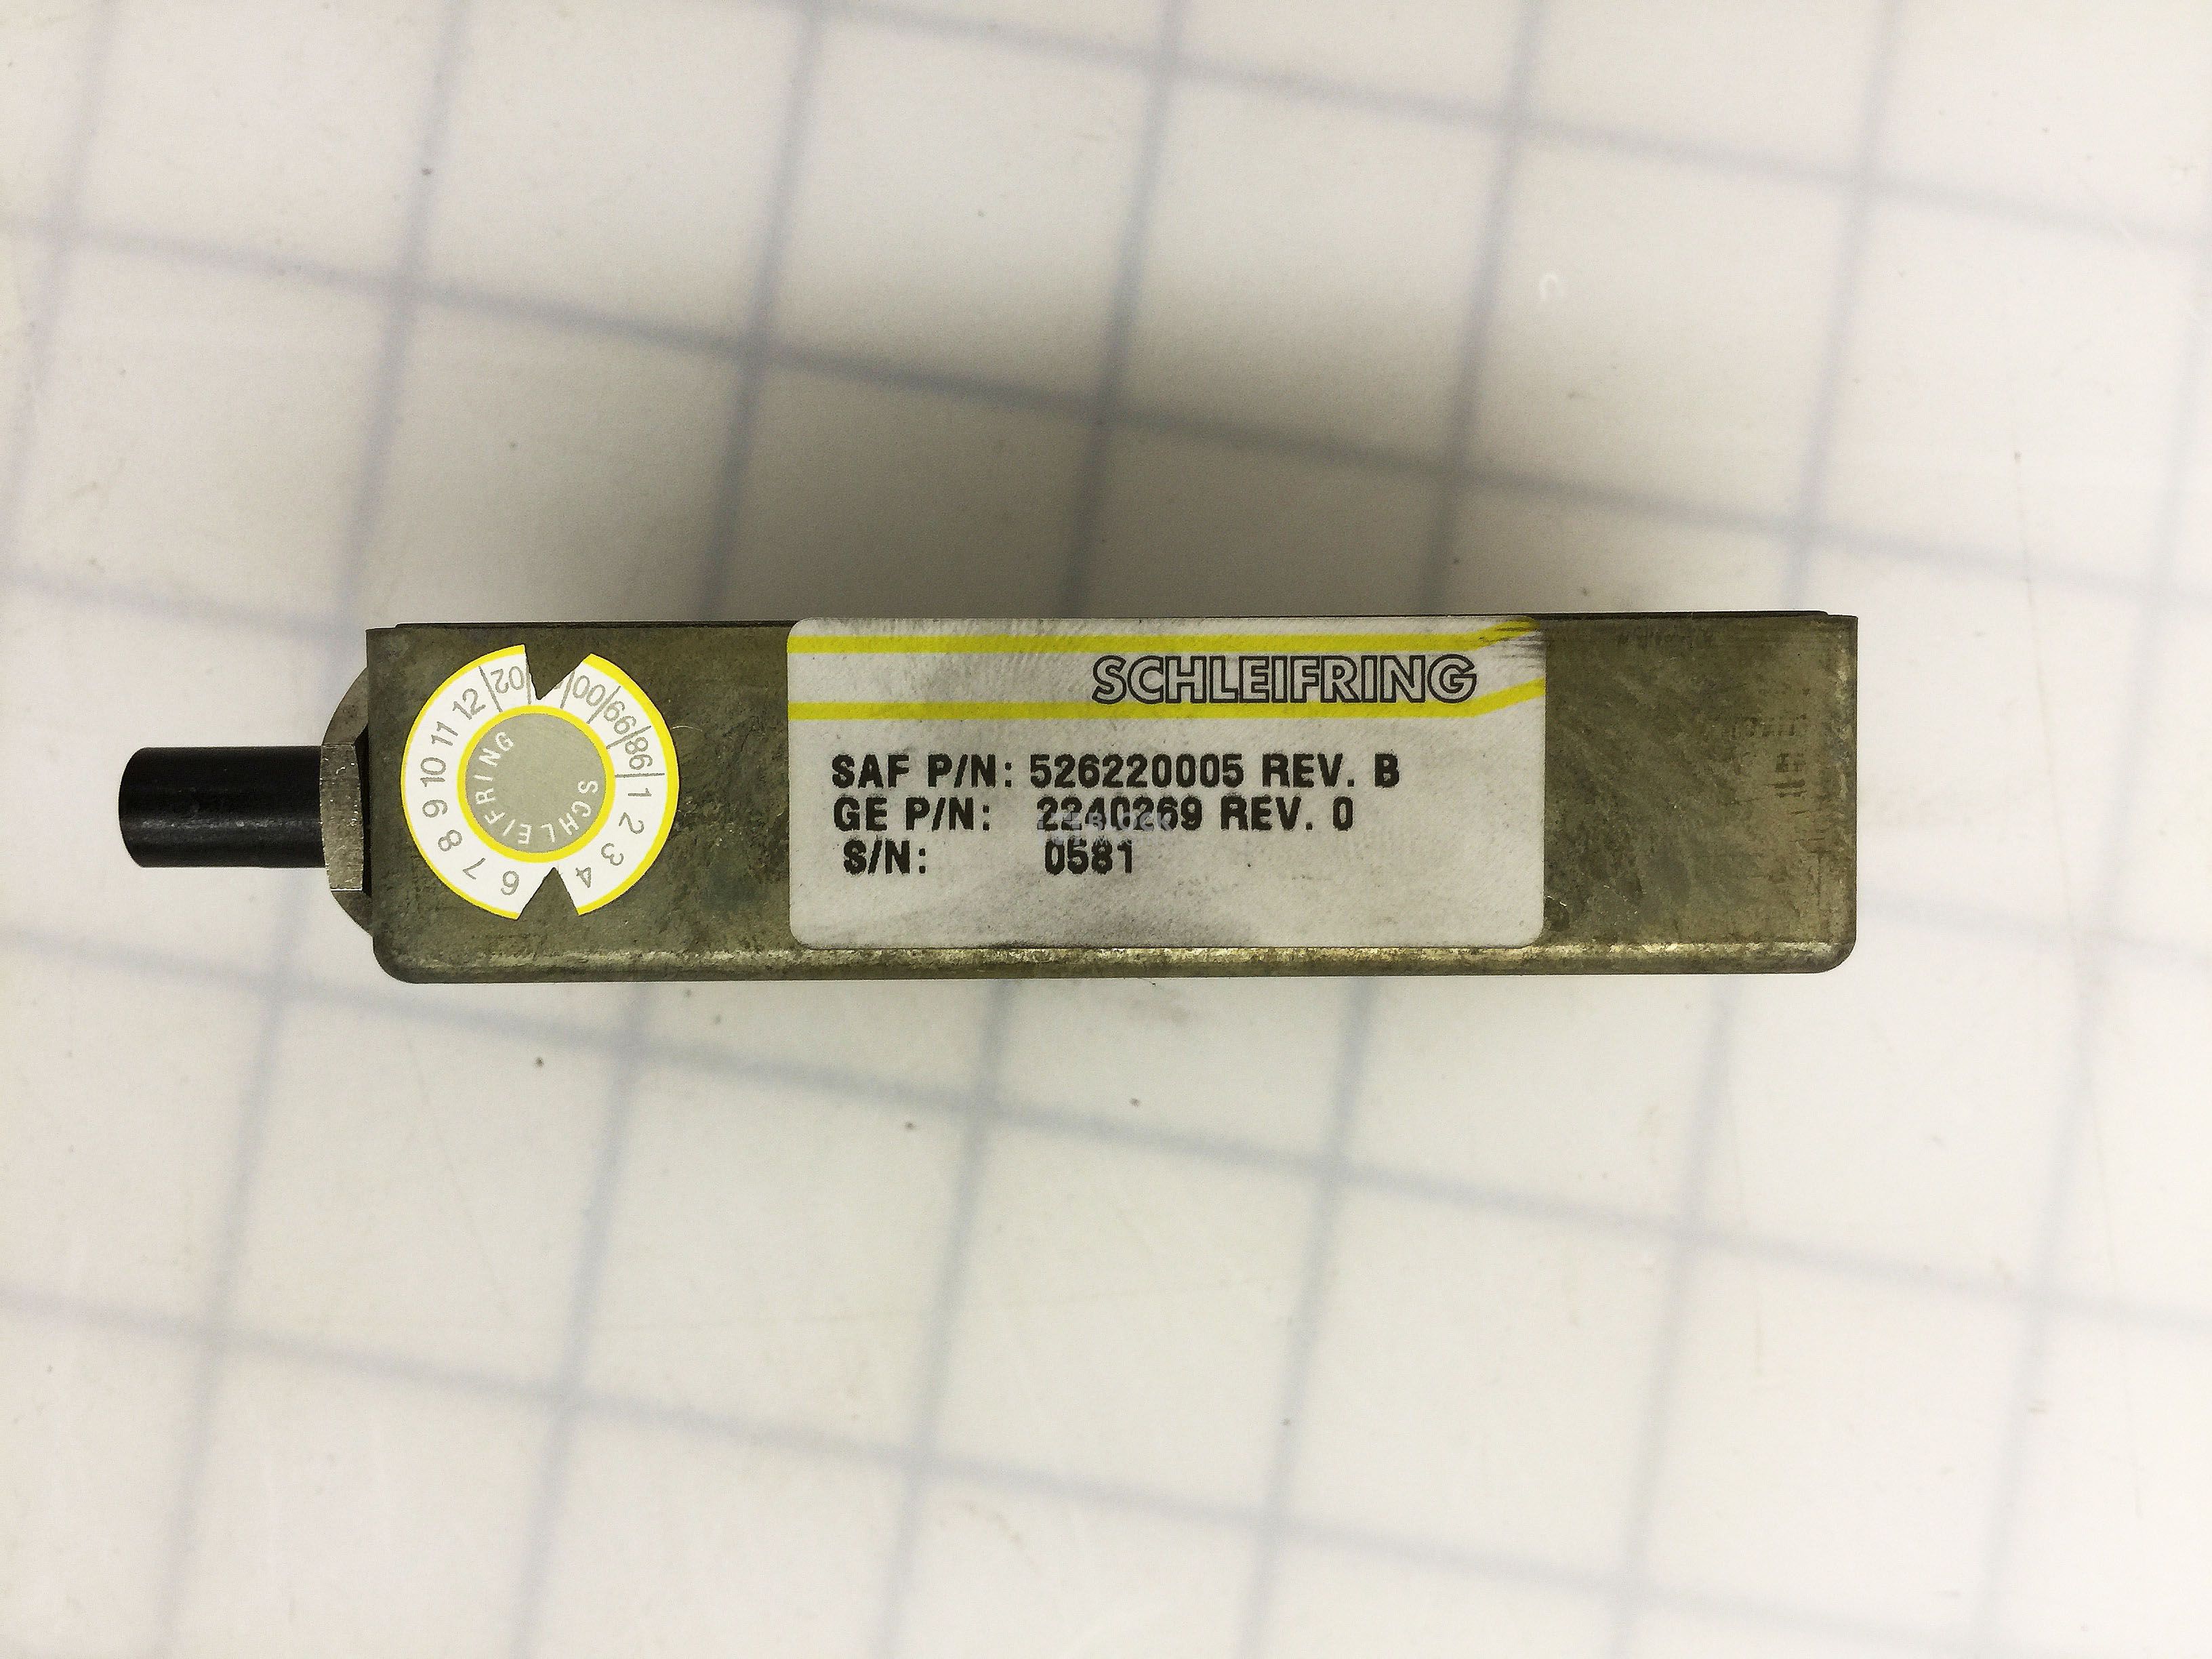 SCHLEIFRING
SAF P/N: 526220005 REV. B
GE P/N: 2240269 REV. 0
S/N: 0581
98 99 00 02
1 2 3 4 6 7 8 9 10 11 12
SCHLEIFRING